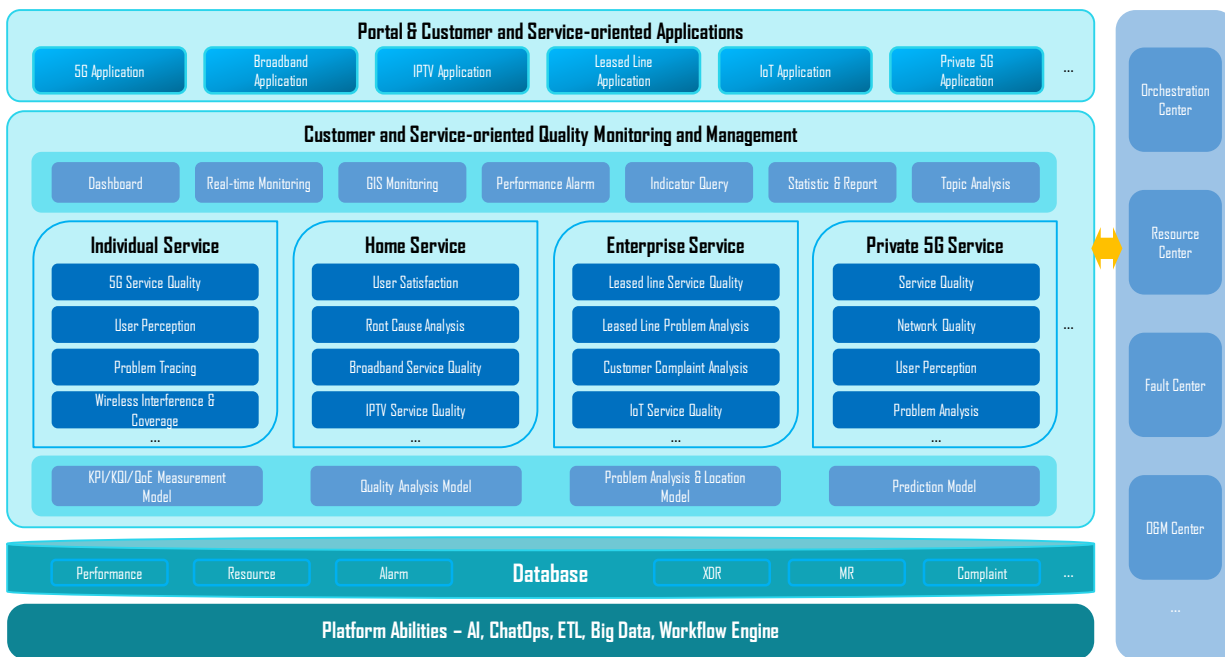 Portal & Customer and Service-oriented Applications
5G Application
Broadband
Application
IPTV Application
Leased Line
Application
IoT Application
Private 5G
Application
...
Customer and Service-oriented Quality Monitoring and Management
Dashboard
Real-time Monitoring
GIS Monitoring
Performance Alarm
Indicator Query
Statistic & Report
Topic Analysis
Individual Service
5G Service Quality
User Perception
Problem Tracing
Wireless Interference &
Coverage
...
Home Service
User Satisfaction
Root Cause Analysis
Broadband Service Quality
IPTV Service Quality
...
Enterprise Service
Leased line Service Quality
Leased Line Problem Analysis
Customer Complaint Analysis
IoT Service Quality
...
Private 5G Service
Service Quality
Network Quality
User Perception
Problem Analysis
...
...
KPI/KQI/QoE Measurement
Model
Quality Analysis Model
Problem Analysis & Location
Model
Prediction Model
Performance
Resource
Alarm
Database
XDR
MR
Complaint
...
Platform Abilities – AI, ChatOps, ETL, Big Data, Workflow Engine
Orchestration
Center
Resource
Center
Fault Center
O&M Center
...